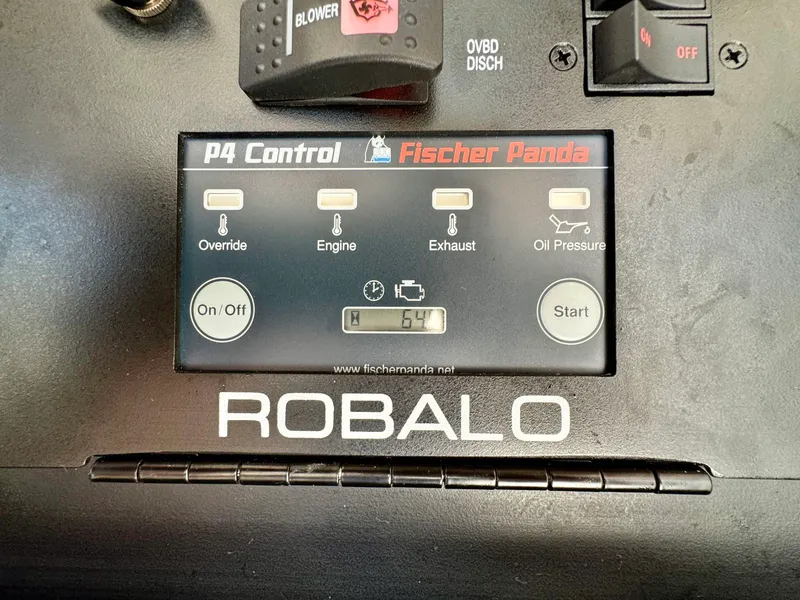 BLOWER
OVBD
DISCH
ON
OFF
P4 Control Fischer Panda
Override Engine Exhaust Oil Pressure
On/Off
64
Start
www.fischerpanda.net
ROBALO